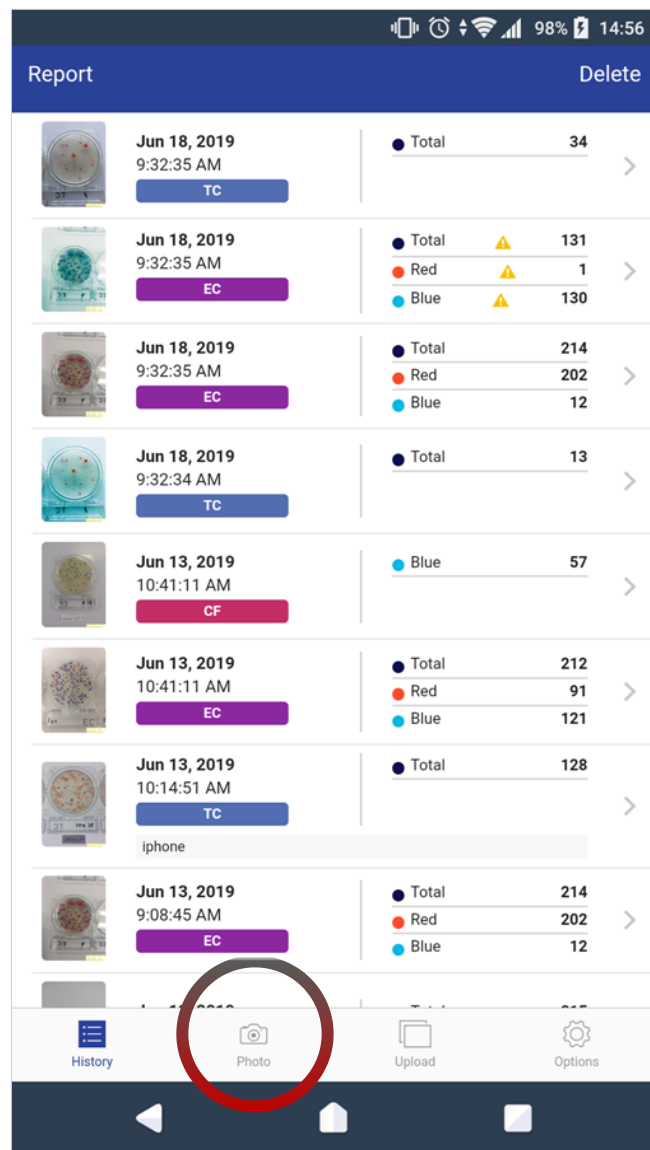 98% 14:56
Report Delete
Jun 18, 2019
9:32:35 AM
TC
Total 34
Jun 18, 2019
9:32:35 AM
EC
Total 131
Red 1
Blue 130
Jun 18, 2019
9:32:35 AM
EC
Total 214
Red 202
Blue 12
Jun 18, 2019
9:32:34 AM
TC
Total 13
Jun 13, 2019
10:41:11 AM
CF
Blue 57
Jun 13, 2019
10:41:11 AM
EC
Total 212
Red 91
Blue 121
Jun 13, 2019
10:14:51 AM
TC
iphone
Total 128
Jun 13, 2019
9:08:45 AM
EC
Total 214
Red 202
Blue 12
History Photo Upload Options